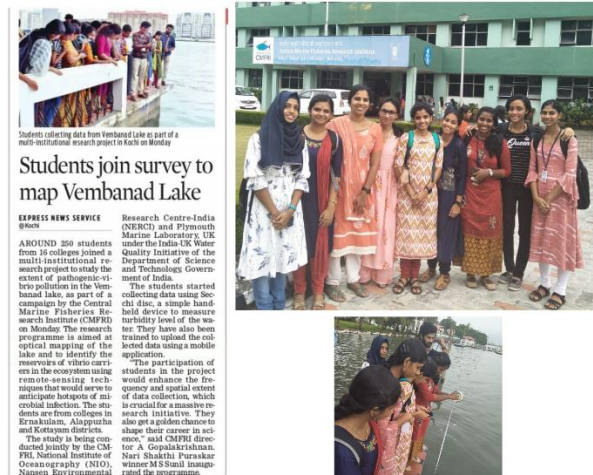 Students collecting data from Vembanad Lake as part of a
multi-institutional research project in Kochi on Monday
Students join survey to
map Vembanad Lake
EXPRESS NEWS SERVICE
@Kochi
AROUND 250 students
from 16 colleges joined a
multi-institutional re-
search project to study the
extent of pathogenic-vi-
brio pollution in the Vem-
banad lake, as part of a
campaign by the Central
Marine Fisheries Re-
search Institute (CMFRI)
on Monday. The research
programme is aimed at
optical mapping of the
lake and to identify the
reservoirs of vibrio carri-
ers in the ecosystem using
remote-sensing tech-
niques that would serve to
anticipate hotspots of mi-
crobial infection. The stu-
dents are from colleges in
Ernakulam, Alappuzha
and Kottayam districts.
The study is being con-
ducted jointly by the CM-
FRI, National Institute of
Oceanography (NIO),
Nansen Environmental
Research Centre-India
(NERCI) and Plymouth
Marine Laboratory, UK
under the India-UK Water
Quality Initiative of the
Department of Science
and Technology, Govern-
ment of India.
The students started
collecting data using Sec-
chi disc, a simple hand-
held device to measure
turbidity level of the wa-
ter. They have also been
trained to upload the col-
lected data using a mobile
application.
"The participation of
students in the project
would enhance the fre-
quency and spatial extent
of data collection, which
is crucial for a massive re-
search initiative. They
also get a golden chance to
shape their career in sci-
ence," said CMFRI direc-
tor A Gopalakrishnan.
Nari Shakthi Puraskar
winner M S Sunil inaugu-
rated the programme.
CMFRI
Central Marine Fisheries Research Institute
Queen